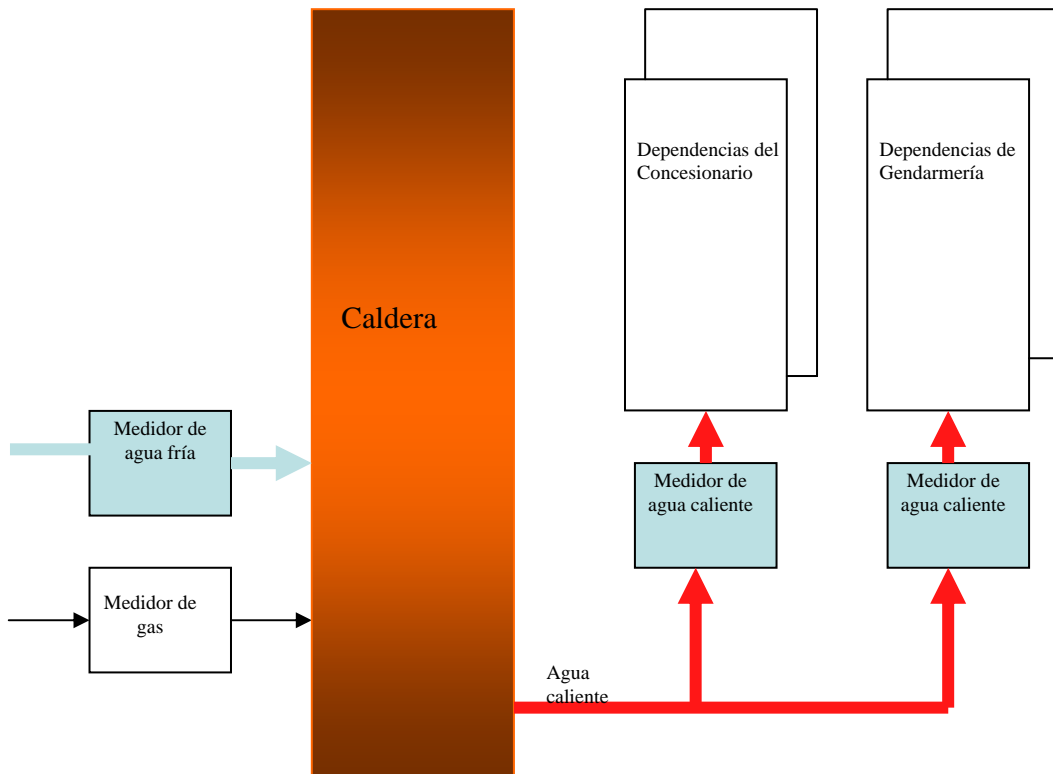 Dependencias del
Concesionario
Dependencias de
Gendarmería
Caldera
Medidor de
agua fría
Medidor de
agua caliente
Medidor de
agua caliente
Medidor de
gas
Agua
caliente